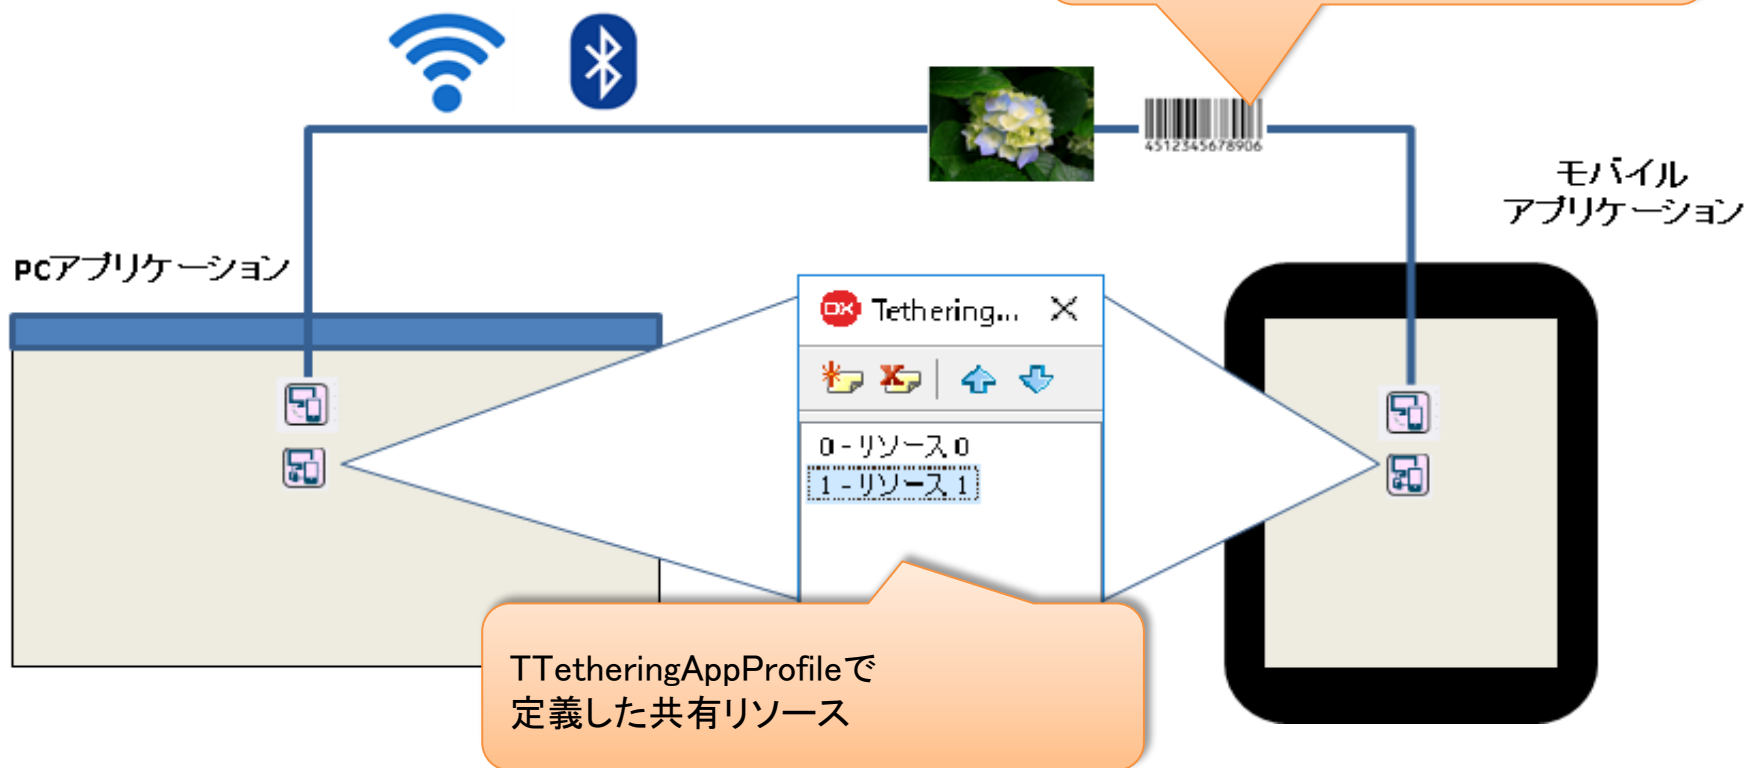 4512345678906
モバイル
アプリケーション
PCアプリケーション
DX Tethering...
0 - リソース 0
1 - リソース 1
TTetheringAppProfileで
定義した共有リソース